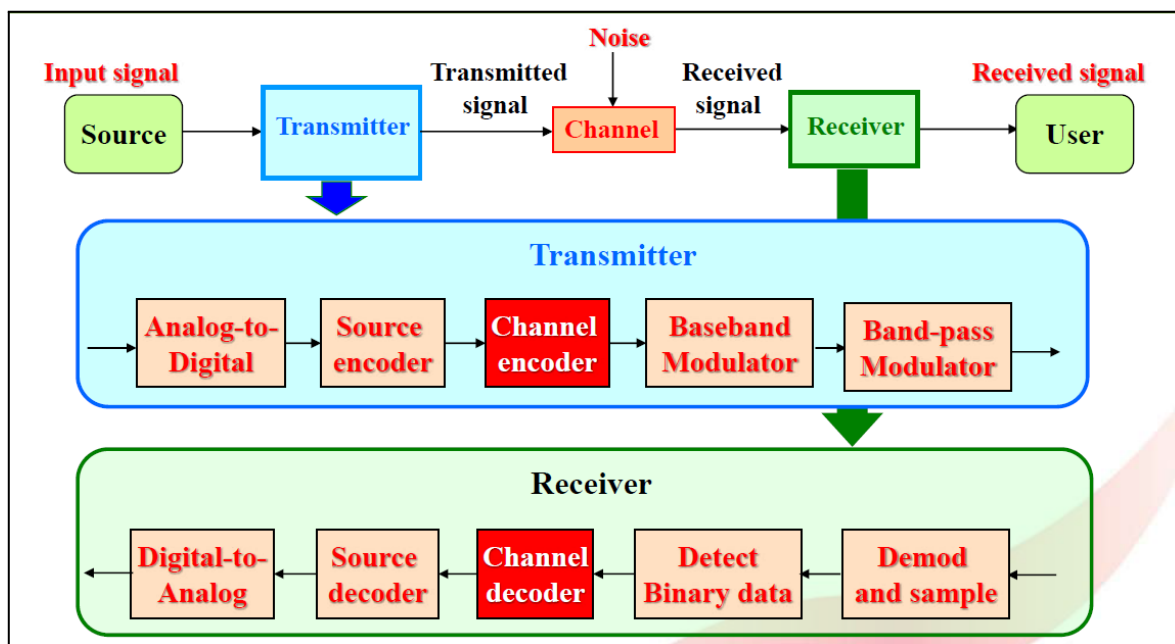 Noise
Input signal
Transmitted
signal
Received
signal
Received signal
Source
Transmitter
Channel
Receiver
User
Transmitter
Analog-to-
Digital
Source
encoder
Channel
encoder
Baseband
Modulator
Band-pass
Modulator
Receiver
Digital-to-
Analog
Source
decoder
Channel
decoder
Detect
Binary data
Demod
and sample